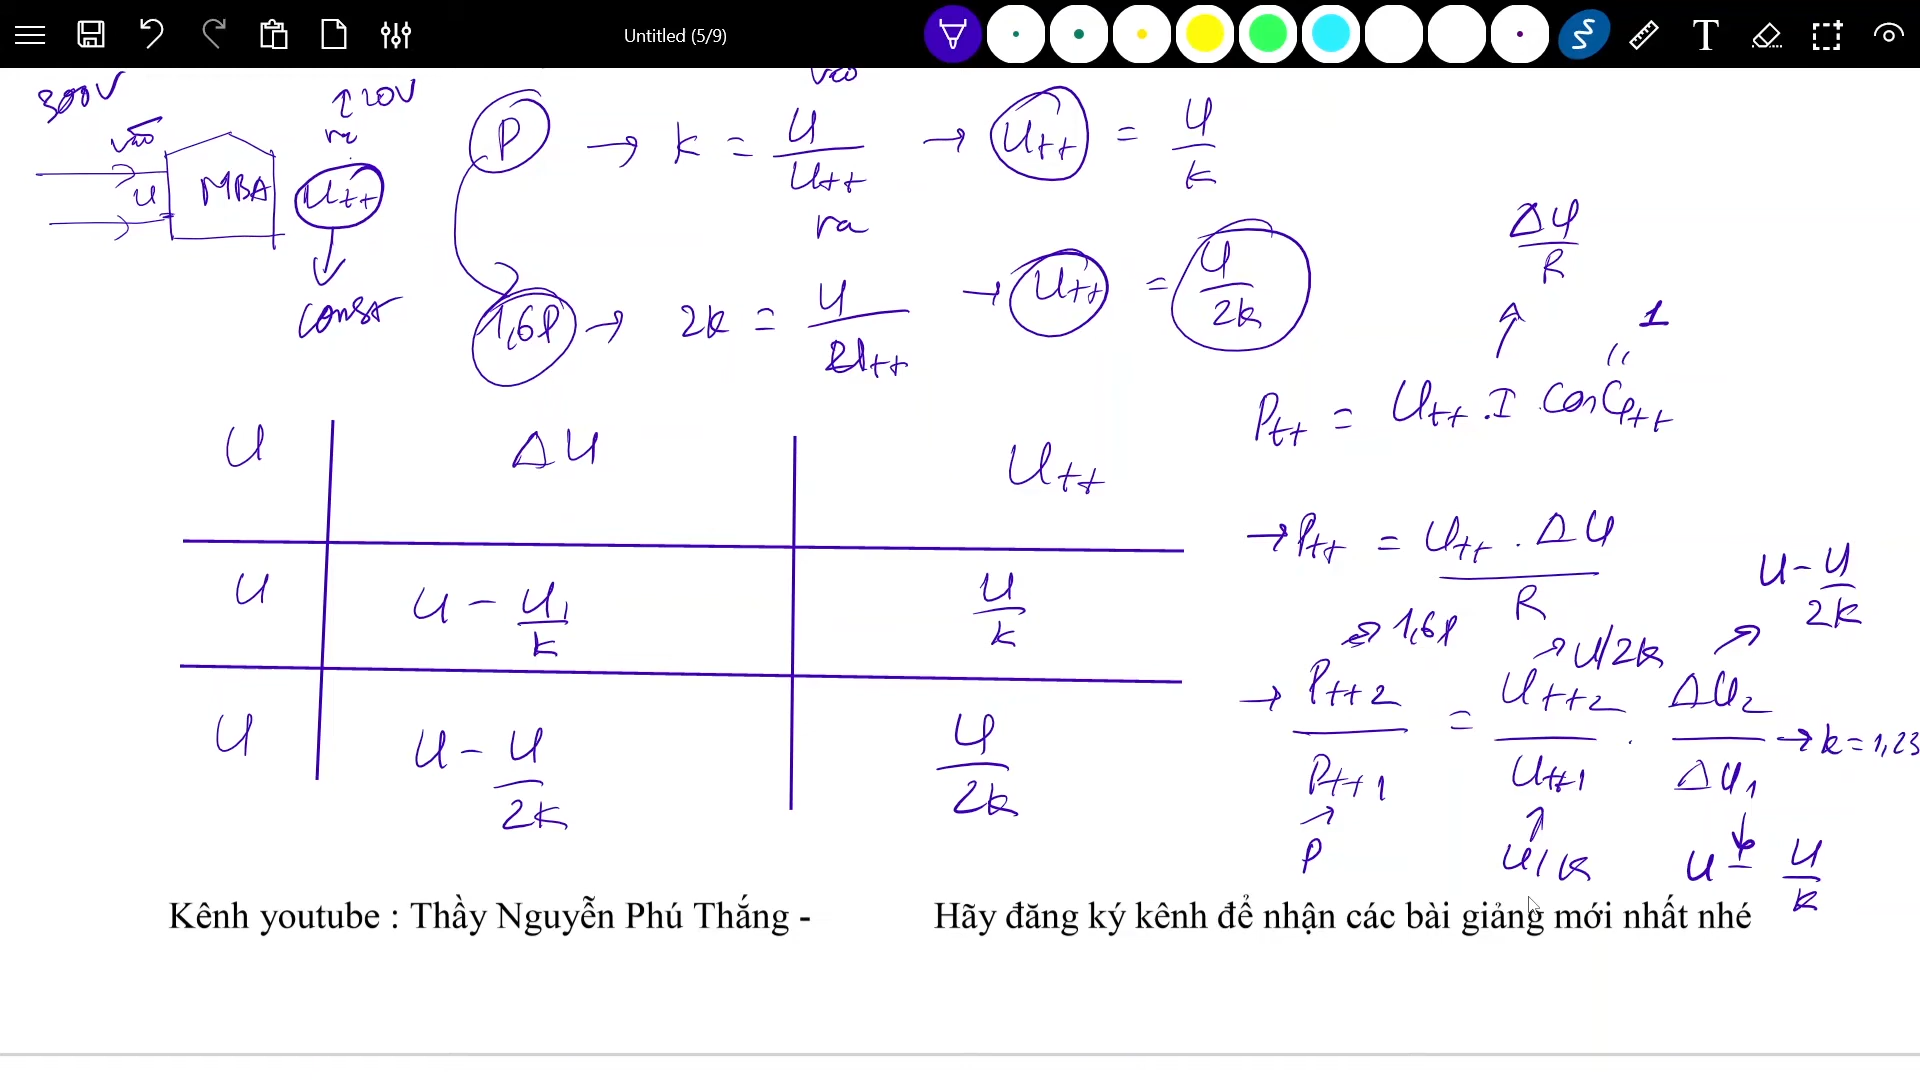 Untitled (5/9)
vào
300V
220V
vào
ra
U
MBA
Utt
const
P → k = U / Utt → Utt = U / k
ra
1,6P → 2k = U / Utt → Utt = U / 2k
ΔU / R
1
Ptt = Utt . I cosφtt
U ΔU Utt
→ Ptt = Utt . ΔU / R
U U - U1 / k U / k
U U - U / 2k U / 2k
1,6P
U/2k
U - U / 2k
→ Ptt2 / Ptt1 = Utt2 / Utt1 . ΔU2 / ΔU1 → k = 1,23
P
U/k
U - U / k
Kênh youtube : Thầy Nguyễn Phú Thắng - Hãy đăng ký kênh để nhận các bài giảng mới nhất nhé